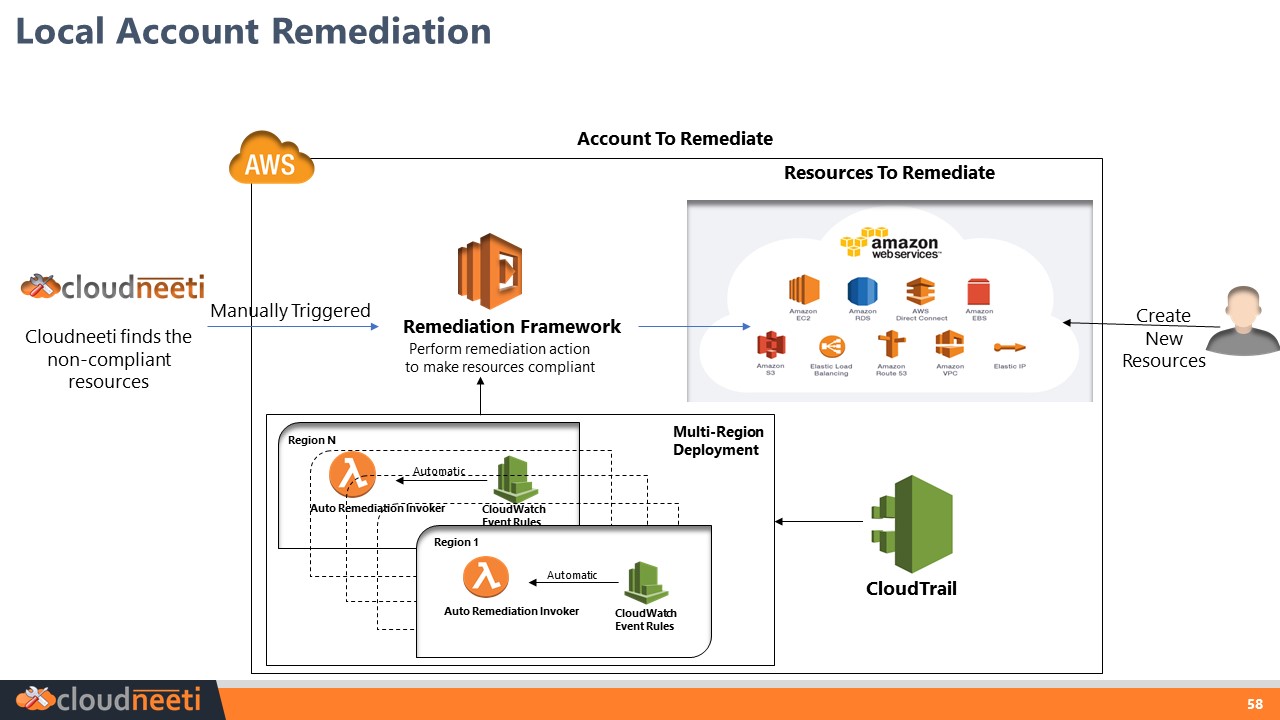 Local Account Remediation
Account To Remediate
AWS
Resources To Remediate
amazon
web services™
Amazon
EC2
Amazon
RDS
AWS
Direct Connect
Amazon
EBS
Amazon
S3
Elastic Load
Balancing
Amazon
Route 53
Amazon
VPC
Elastic IP
cloudneeti
Cloudneeti finds the
non-compliant
resources
Manually Triggered
Remediation Framework
Perform remediation action
to make resources compliant
Create
New
Resources
Multi-Region
Deployment
Region N
Automatic
Auto Remediation Invoker
CloudWatch
Event Rules
Region 1
Automatic
Auto Remediation Invoker
CloudWatch
Event Rules
CloudTrail
cloudneeti
58